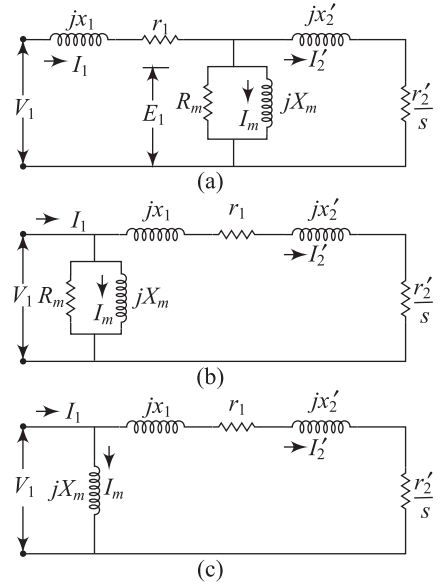 jx₁ r₁ jx₂′
I₁ I₂′
V₁ E₁ Rₘ Iₘ jXₘ r₂′/s
(a)
I₁ jx₁ r₁ jx₂′
I₂′
V₁ Rₘ Iₘ jXₘ r₂′/s
(b)
I₁ jx₁ r₁ jx₂′
I₂′
V₁ jXₘ Iₘ r₂′/s
(c)